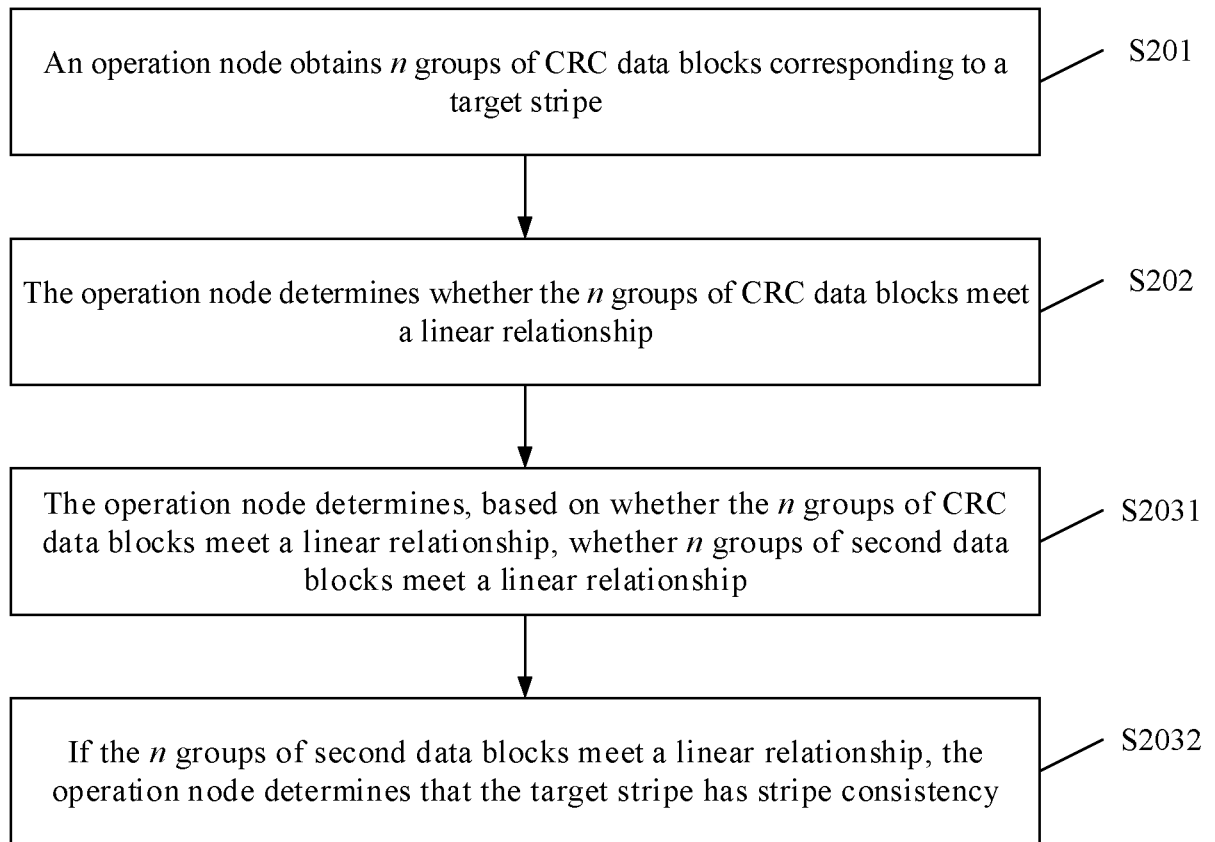 An operation node obtains n groups of CRC data blocks corresponding to a
target stripe
S201
The operation node determines whether the n groups of CRC data blocks meet
a linear relationship
S202
The operation node determines, based on whether the n groups of CRC
data blocks meet a linear relationship, whether n groups of second data
blocks meet a linear relationship
S2031
If the n groups of second data blocks meet a linear relationship, the
operation node determines that the target stripe has stripe consistency
S2032